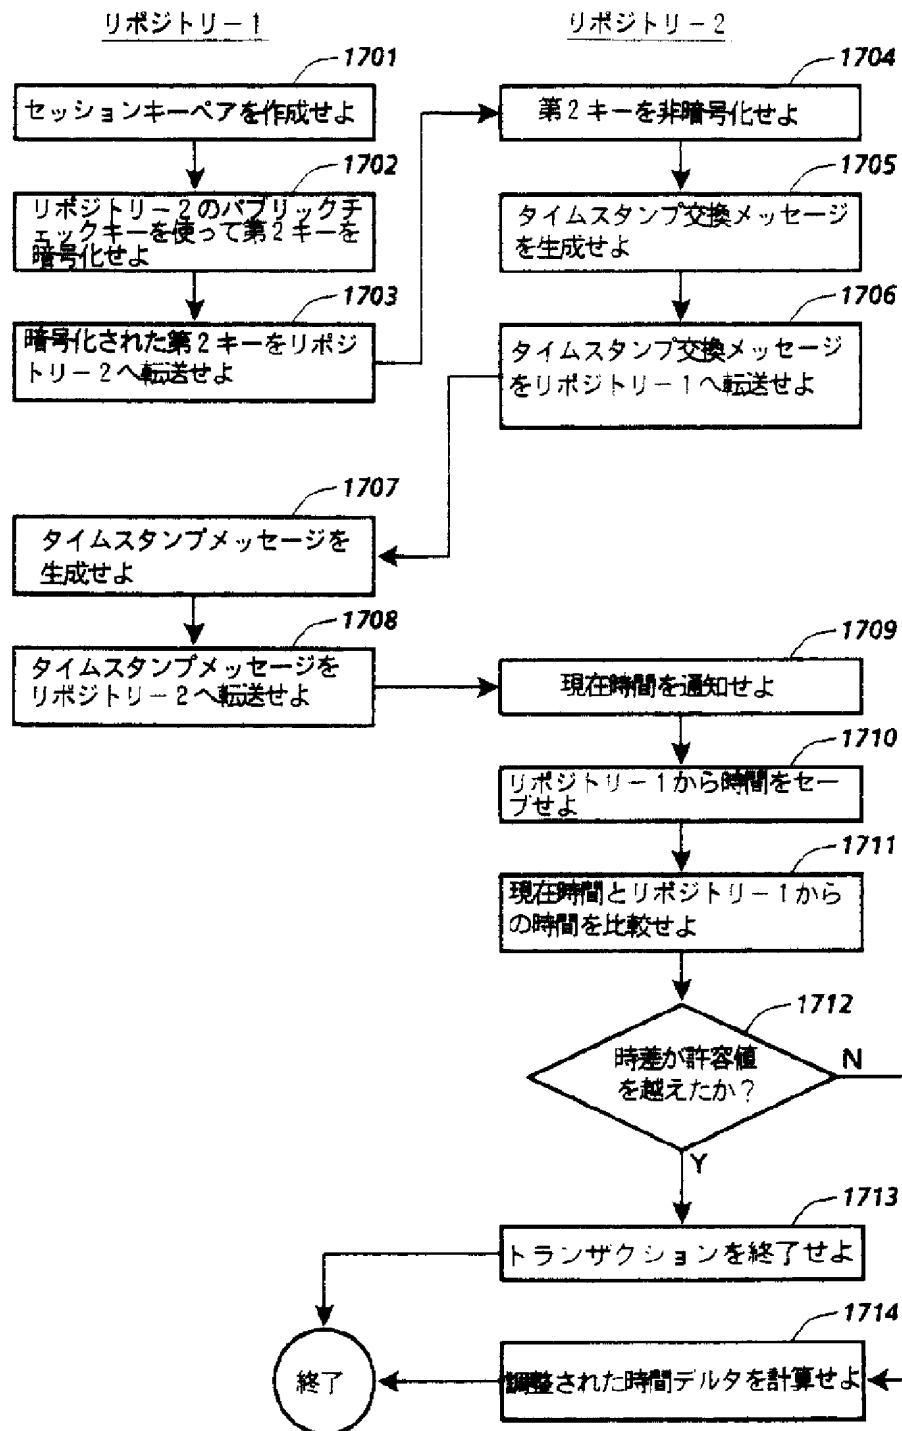 リポジトリー1
リポジトリー2
1701
セッションキーペアを作成せよ
1702
リポジトリー2のパブリックチ
ェックキーを使って第2キーを
暗号化せよ
1703
暗号化された第2キーをリポジ
トリー2へ転送せよ
1704
第2キーを非暗号化せよ
1705
タイムスタンプ交換メッセージ
を生成せよ
1706
タイムスタンプ交換メッセージ
をリポジトリー1へ転送せよ
1707
タイムスタンプメッセージを
生成せよ
1708
タイムスタンプメッセージを
リポジトリー2へ転送せよ
1709
現在時間を通知せよ
1710
リポジトリー1から時間をセー
ブせよ
1711
現在時間とリポジトリー1から
の時間を比較せよ
1712
時差が許容値
を越えたか?
N
Y
1713
トランザクションを終了せよ
1714
調整された時間デルタを計算せよ
終了